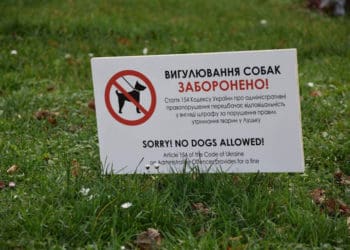 ВИГУЛЮВАННЯ СОБАК
ЗАБОРОНЕНО!
Стаття 154 Кодексу України про адміністративні
правопорушення передбачає відповідальність
у вигляді штрафу за порушення правил
утримання тварин у Луцьку
SORRY! NO DOGS ALLOWED!
Article 154 of the Code of Ukraine
on Administrative Offences provides for a fine